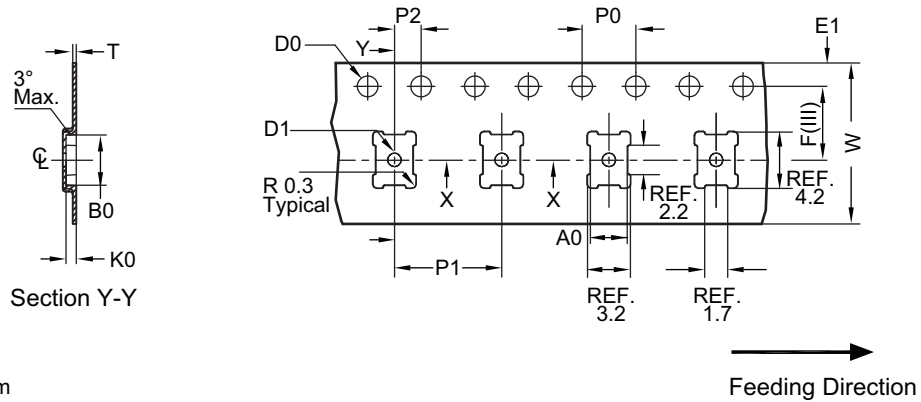 T
3°
Max.
℄
B0
K0
Section Y-Y
m
P2
P0
Y
E1
D0
D1
F(III)
W
R 0.3
Typical
X
X
REF.
2.2
REF.
4.2
A0
P1
REF.
3.2
REF.
1.7
Feeding Direction